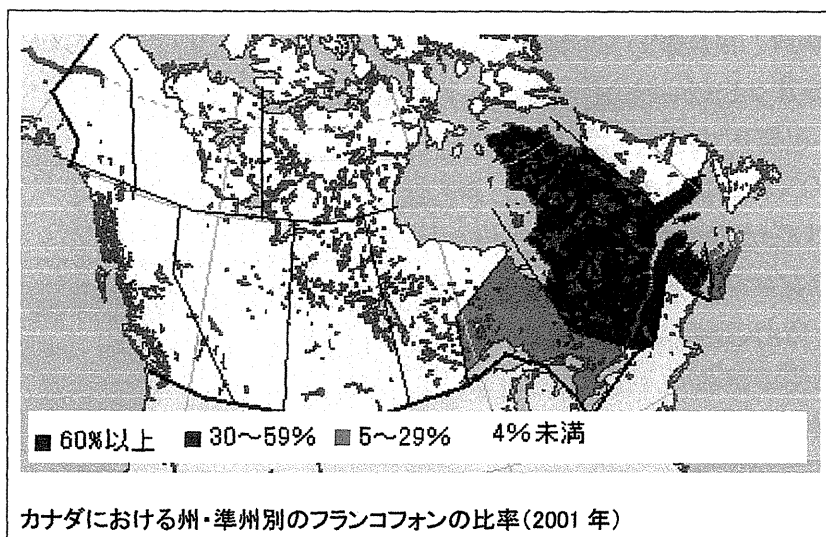 ■ 60%以上 ■ 30～59% ■ 5～29% 4%未満
カナダにおける州・準州別のフランコフォンの比率(2001 年)